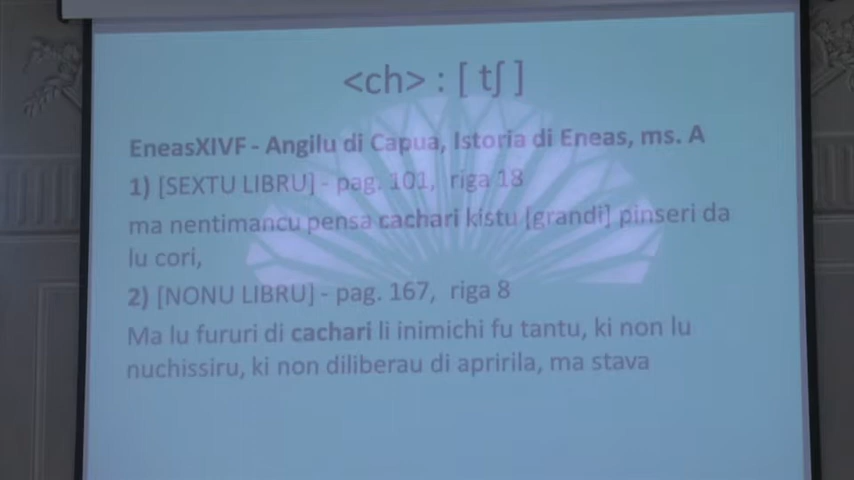 <ch> : [ tʃ ]
EneasXIVF - Angilu di Capua, Istoria di Eneas, ms. A
1) [SEXTU LIBRU] - pag. 101, riga 18
ma nentimancu pensa cachari kistu [grandi] pinseri da
lu cori,
2) [NONU LIBRU] - pag. 167, riga 8
Ma lu fururi di cachari li inimichi fu tantu, ki non lu
nuchissiru, ki non diliberau di apririla, ma stava